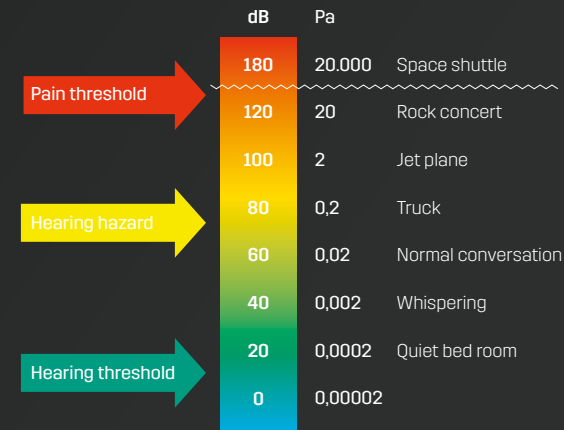 dB Pa
180 20.000 Space shuttle
Pain threshold
120 20 Rock concert
100 2 Jet plane
80 0,2 Truck
Hearing hazard
60 0,02 Normal conversation
40 0,002 Whispering
20 0,0002 Quiet bed room
Hearing threshold
0 0,00002